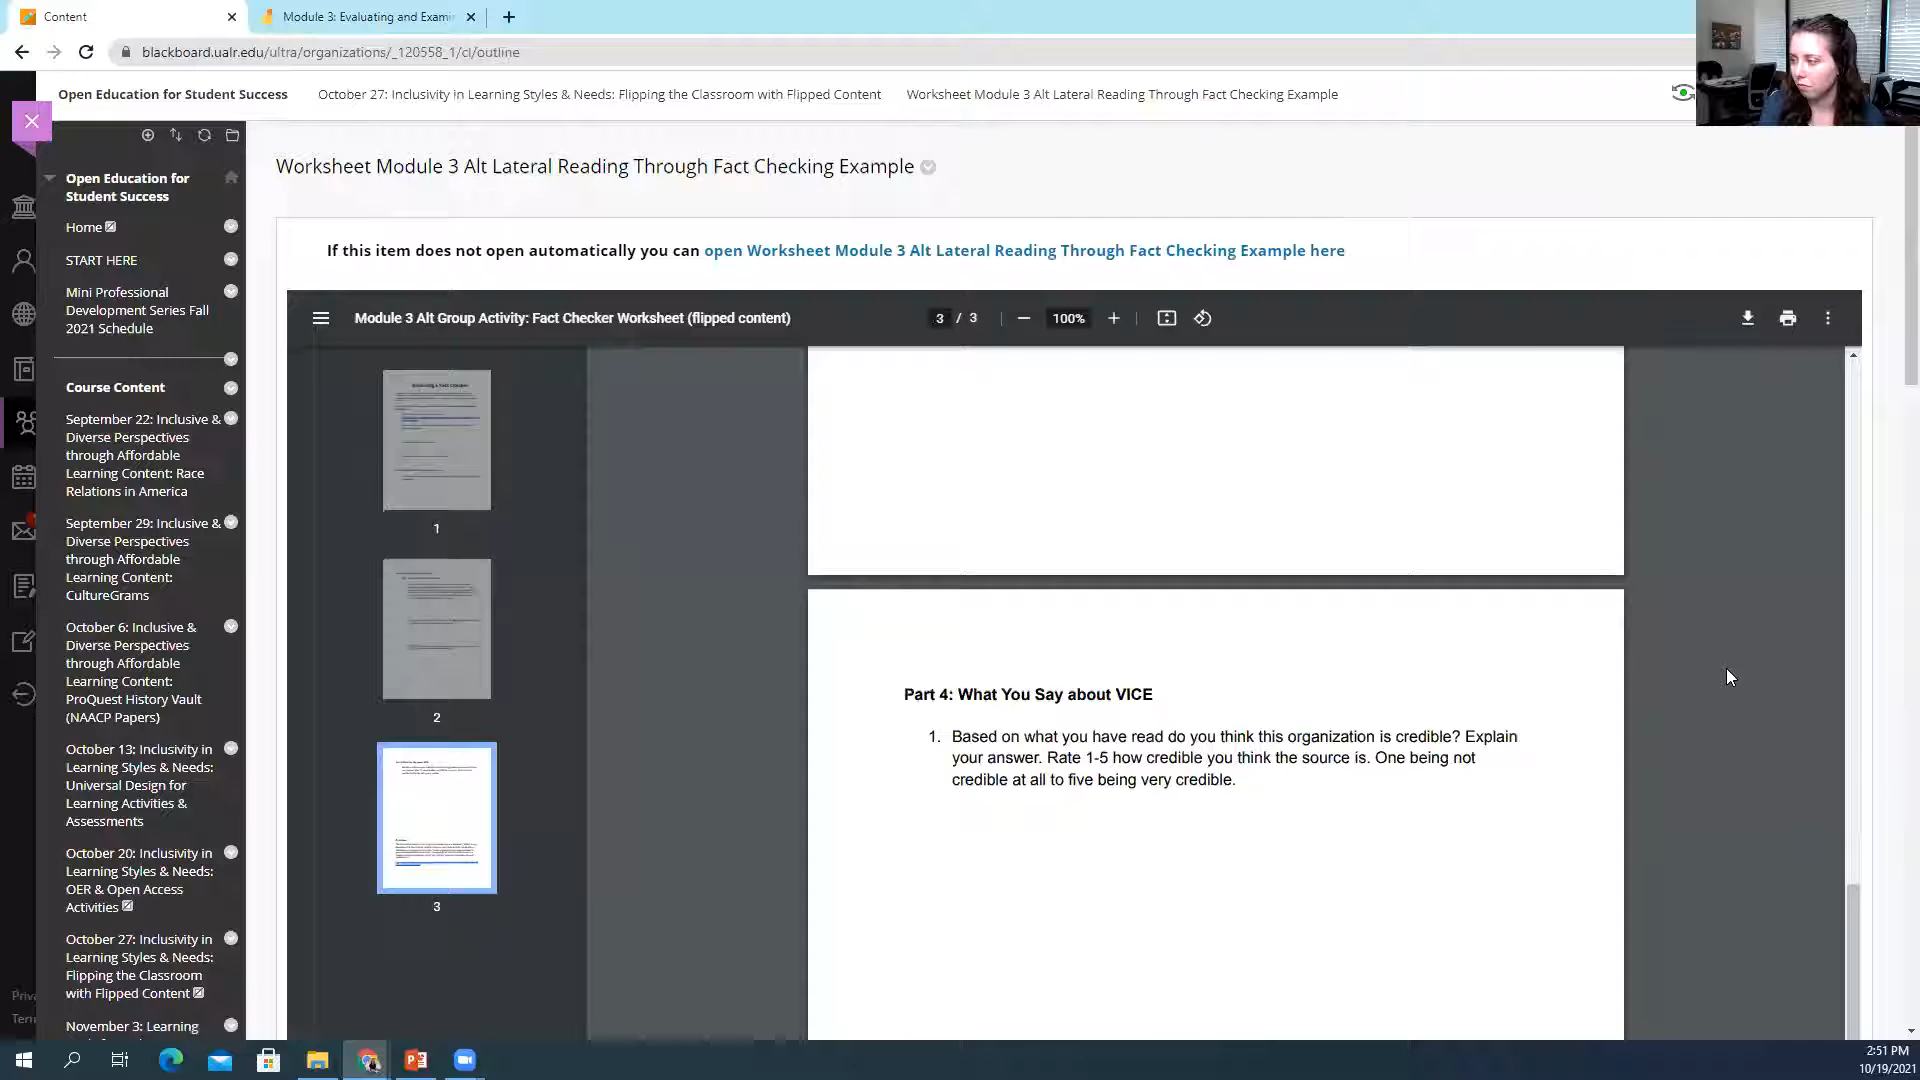 Content
Module 3: Evaluating and Exami
blackboard.ualr.edu/ultra/organizations/_120558_1/cl/outline
Open Education for Student Success
October 27: Inclusivity in Learning Styles & Needs: Flipping the Classroom with Flipped Content
Worksheet Module 3 Alt Lateral Reading Through Fact Checking Example
Open Education for
Student Success
Home
START HERE
Mini Professional
Development Series Fall
2021 Schedule
Course Content
September 22: Inclusive &
Diverse Perspectives
through Affordable
Learning Content: Race
Relations in America
September 29: Inclusive &
Diverse Perspectives
through Affordable
Learning Content:
CultureGrams
October 6: Inclusive &
Diverse Perspectives
through Affordable
Learning Content:
ProQuest History Vault
(NAACP Papers)
October 13: Inclusivity in
Learning Styles & Needs:
Universal Design for
Learning Activities &
Assessments
October 20: Inclusivity in
Learning Styles & Needs:
OER & Open Access
Activities
October 27: Inclusivity in
Learning Styles & Needs:
Flipping the Classroom
with Flipped Content
November 3: Learning
Priva
Term
Worksheet Module 3 Alt Lateral Reading Through Fact Checking Example
If this item does not open automatically you can open Worksheet Module 3 Alt Lateral Reading Through Fact Checking Example here
Module 3 Alt Group Activity: Fact Checker Worksheet (flipped content)
3 / 3
100%
1
2
3
Part 4: What You Say about VICE
1. Based on what you have read do you think this organization is credible? Explain
your answer. Rate 1-5 how credible you think the source is. One being not
credible at all to five being very credible.
2:51 PM
10/19/2021